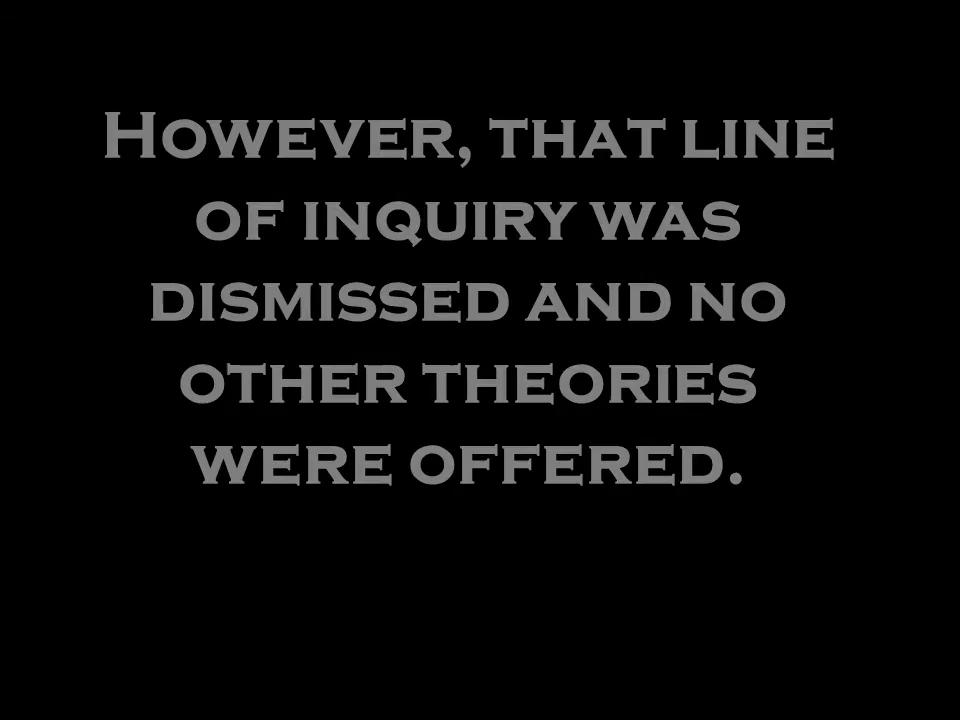 However, that line
of inquiry was
dismissed and no
other theories
were offered.